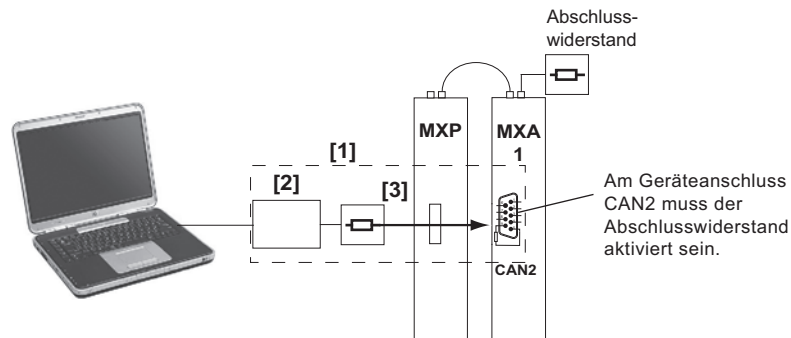 Abschluss-
widerstand
MXP
MXA
1
[1]
[2]
[3]
Am Geräteanschluss
CAN2 muss der
Abschlusswiderstand
aktiviert sein.
CAN2